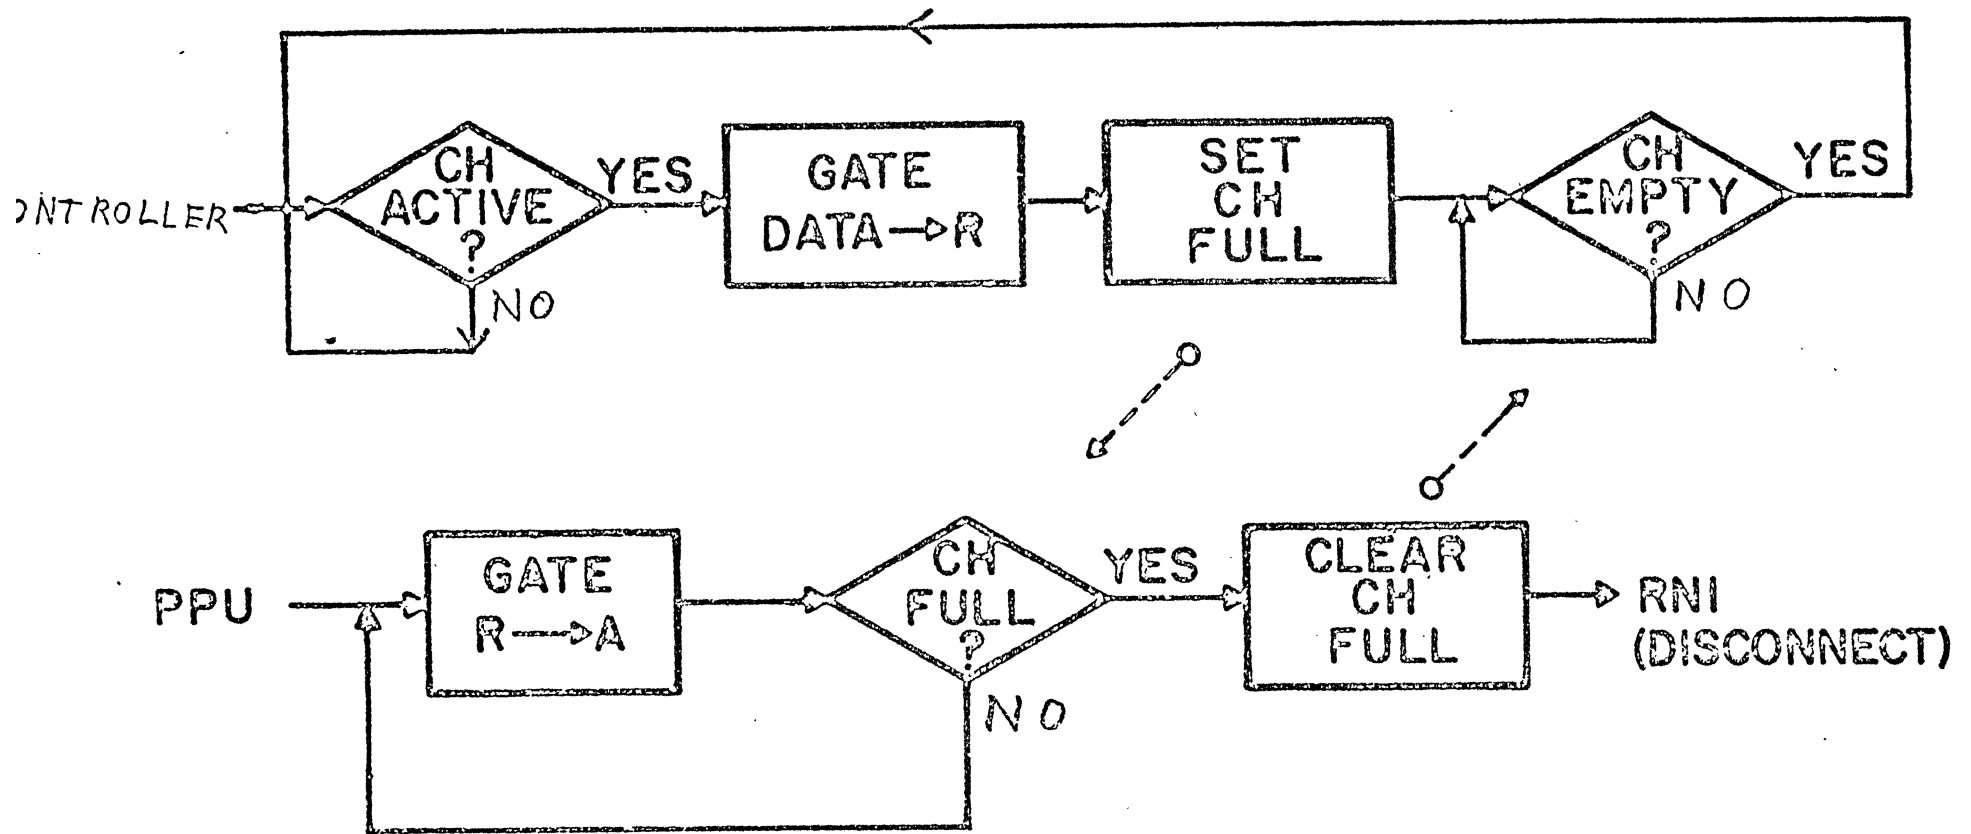 ONTROLLER
CH
ACTIVE
?
YES
NO
GATE
DATA → R
SET
CH
FULL
CH
EMPTY
?
YES
NO
PPU
GATE
R → A
CH
FULL
?
YES
NO
CLEAR
CH
FULL
RNI
(DISCONNECT)